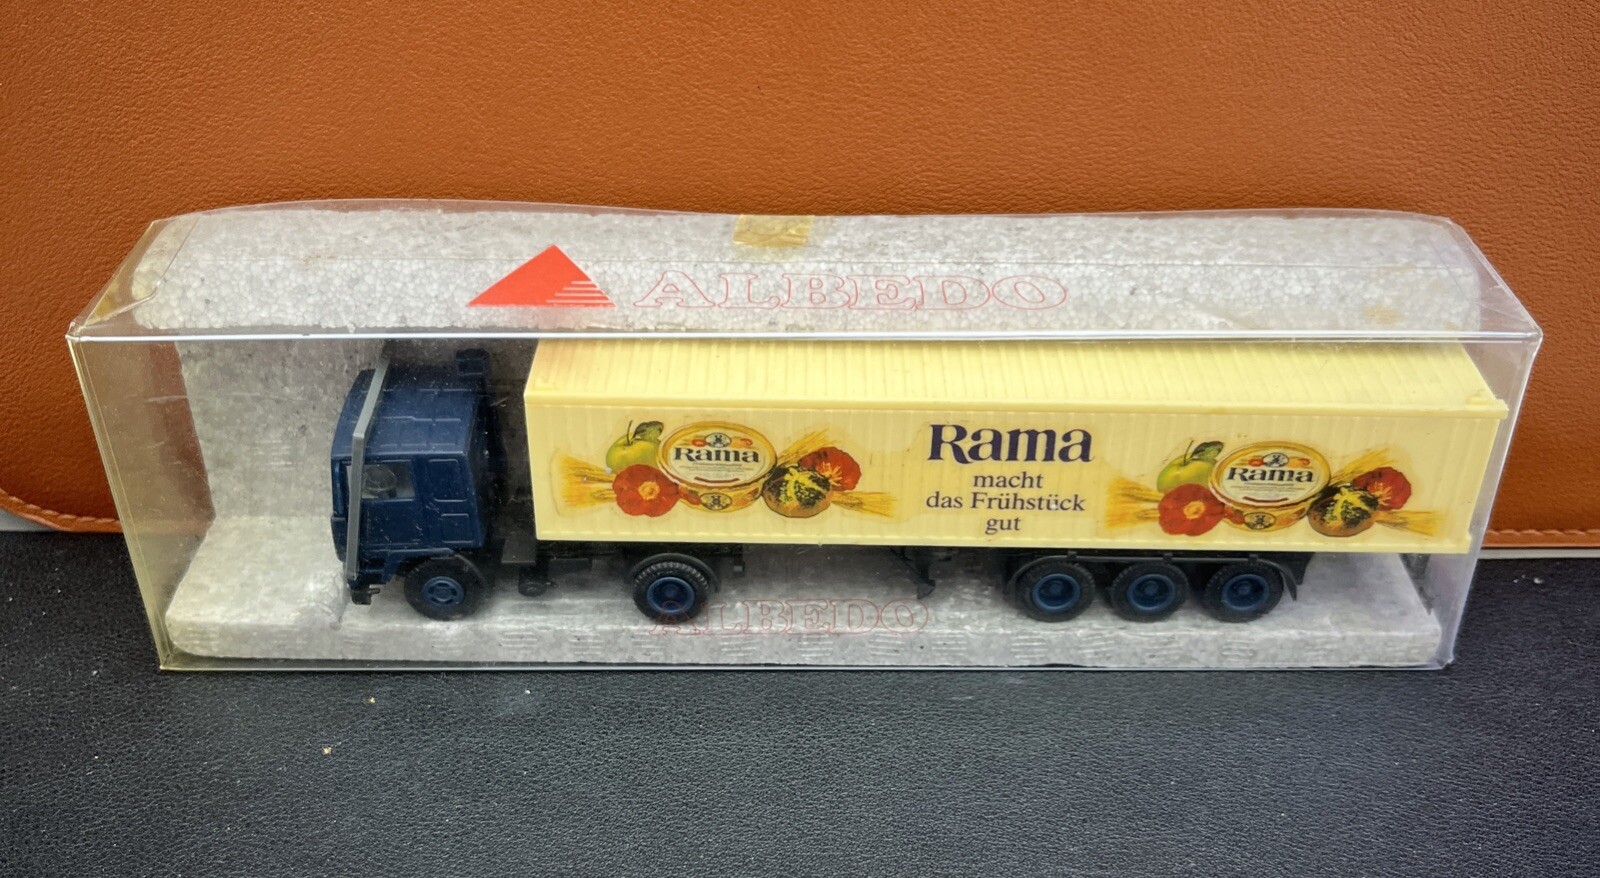 ALBEDO
Rama
Rama
macht
das Frühstück
gut
Rama
ALBEDO